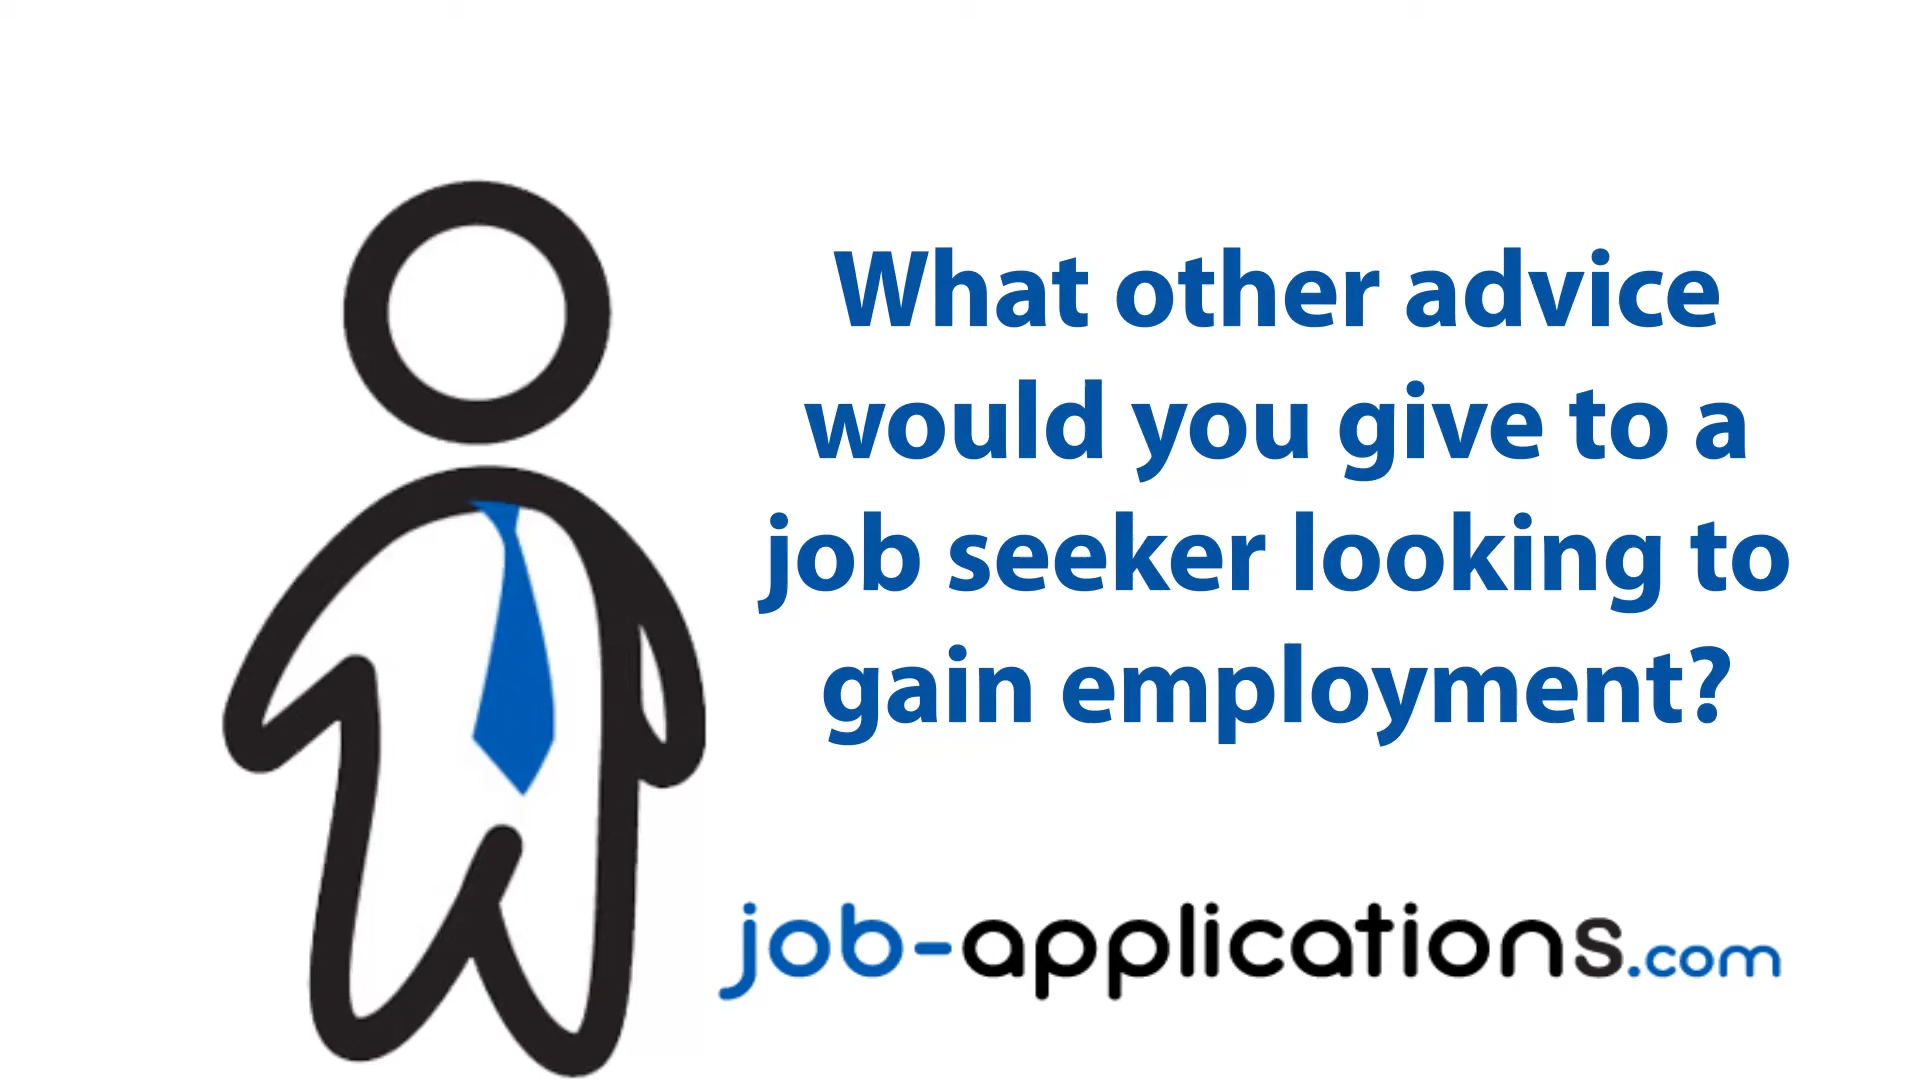 What other advice
would you give to a
job seeker looking to
gain employment?
job-applications.com